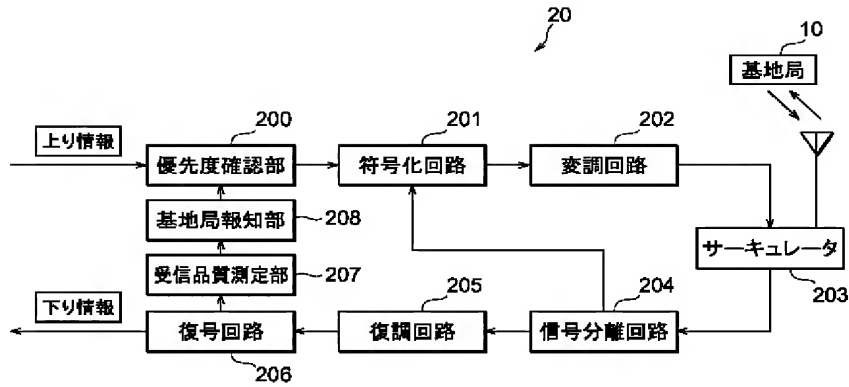 20
10
基地局
200
201
202
上り情報
優先度確認部
符号化回路
変調回路
基地局報知部
208
サーキュレータ
203
受信品質測定部
207
下り情報
205
204
復号回路
復調回路
信号分離回路
206